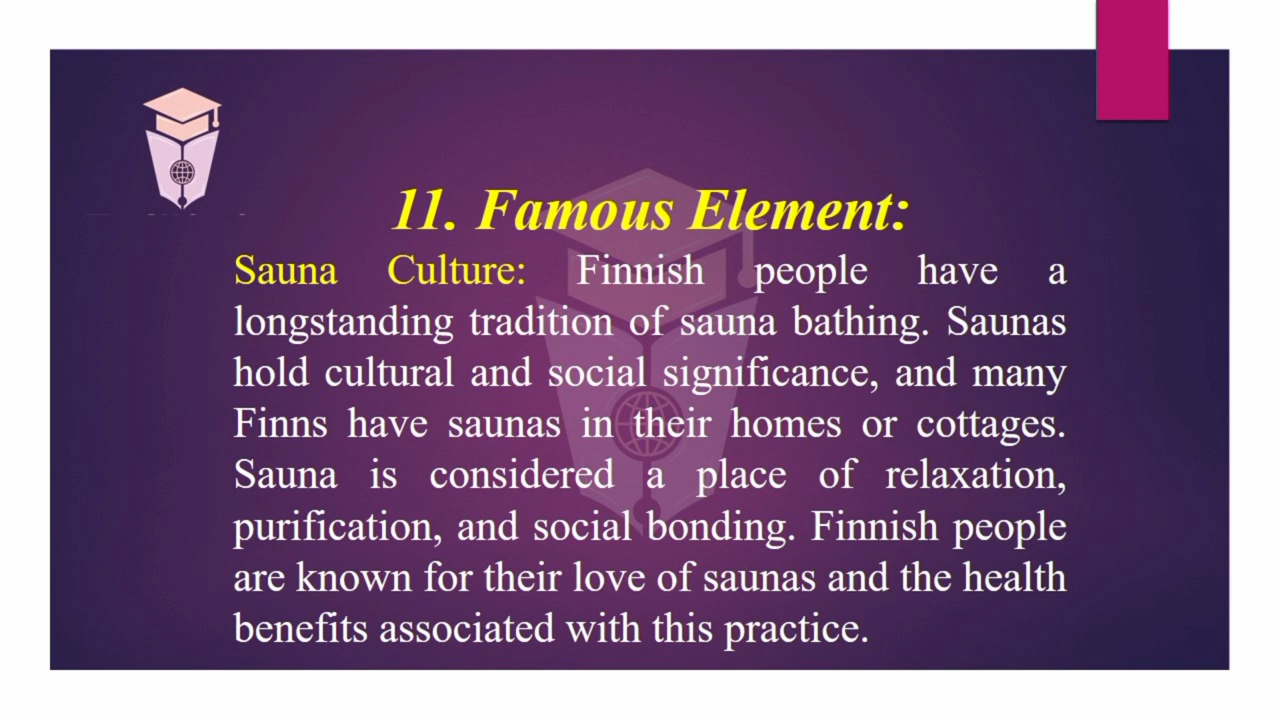 11. Famous Element:
Sauna Culture: Finnish people have a
longstanding tradition of sauna bathing. Saunas
hold cultural and social significance, and many
Finns have saunas in their homes or cottages.
Sauna is considered a place of relaxation,
purification, and social bonding. Finnish people
are known for their love of saunas and the health
benefits associated with this practice.